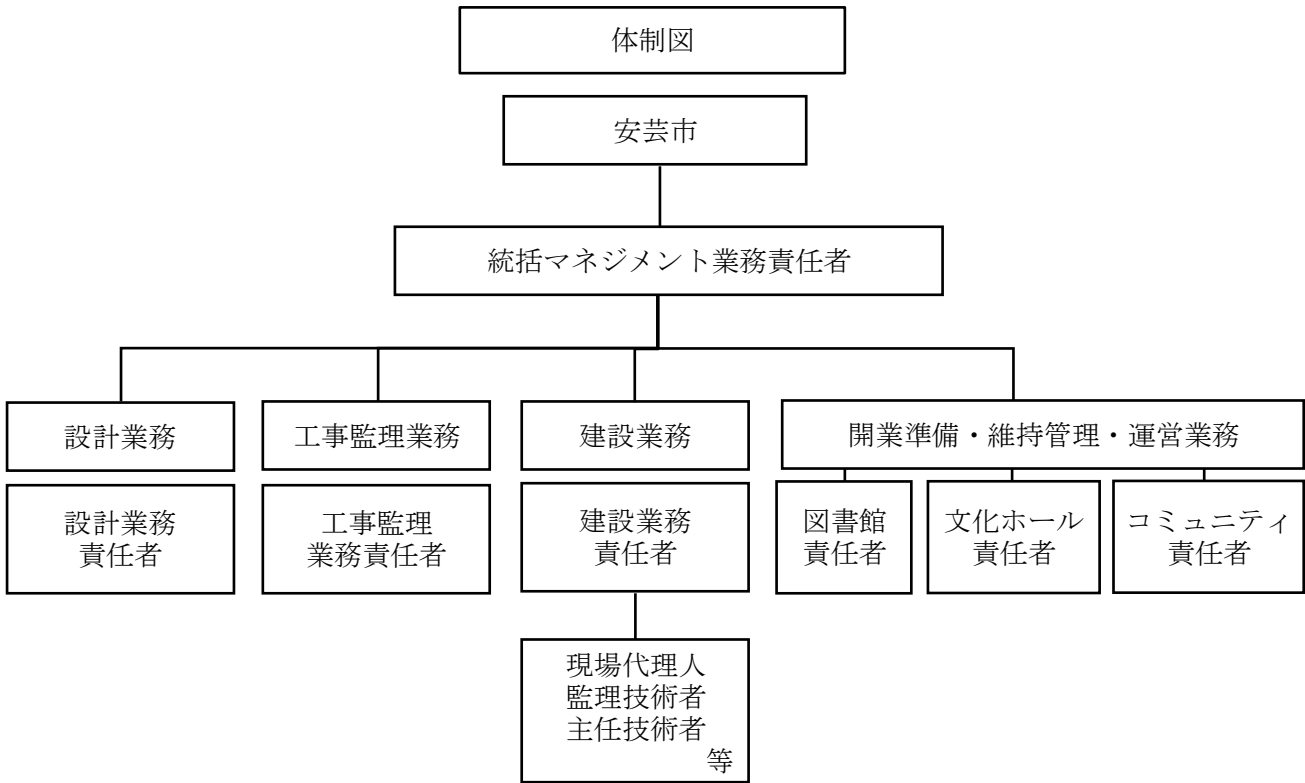 体制図
安芸市
統括マネジメント業務責任者
設計業務
工事監理業務
建設業務
開業準備・維持管理・運営業務
設計業務
責任者
工事監理
業務責任者
建設業務
責任者
図書館
責任者
文化ホール
責任者
コミュニティ
責任者
現場代理人
監理技術者
主任技術者
等